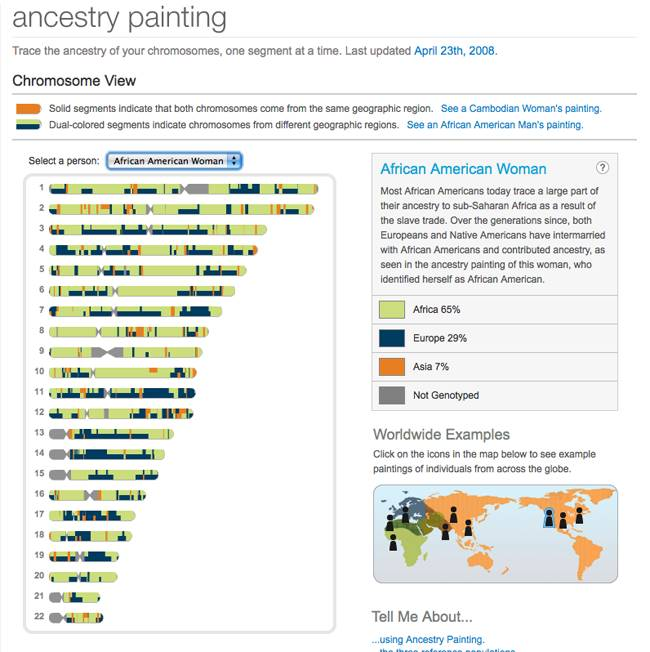 ancestry painting
Trace the ancestry of your chromosomes, one segment at a time. Last updated April 23th, 2008.
Chromosome View
Solid segments indicate that both chromosomes come from the same geographic region. See a Cambodian Woman's painting.
Dual-colored segments indicate chromosomes from different geographic regions. See an African American Man's painting.
Select a person: African American Woman
1
2
3
4
5
6
7
8
9
10
11
12
13
14
15
16
17
18
19
20
21
22
African American Woman ?
Most African Americans today trace a large part of
their ancestry to sub-Saharan Africa as a result of
the slave trade. Over the generations since, both
Europeans and Native Americans have intermarried
with African Americans and contributed ancestry, as
seen in the ancestry painting of this woman, who
identified herself as African American.
Africa 65%
Europe 29%
Asia 7%
Not Genotyped
Worldwide Examples
Click on the icons in the map below to see example
paintings of individuals from across the globe.
Tell Me About...
...using Ancestry Painting.
...the three reference populations.